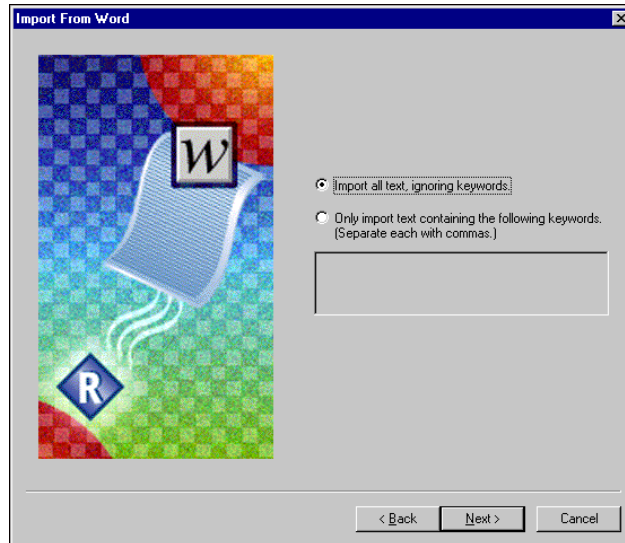 Import From Word
W
Import all text, ignoring keywords.
Only import text containing the following keywords.
(Separate each with commas.)
R
< Back
Next >
Cancel